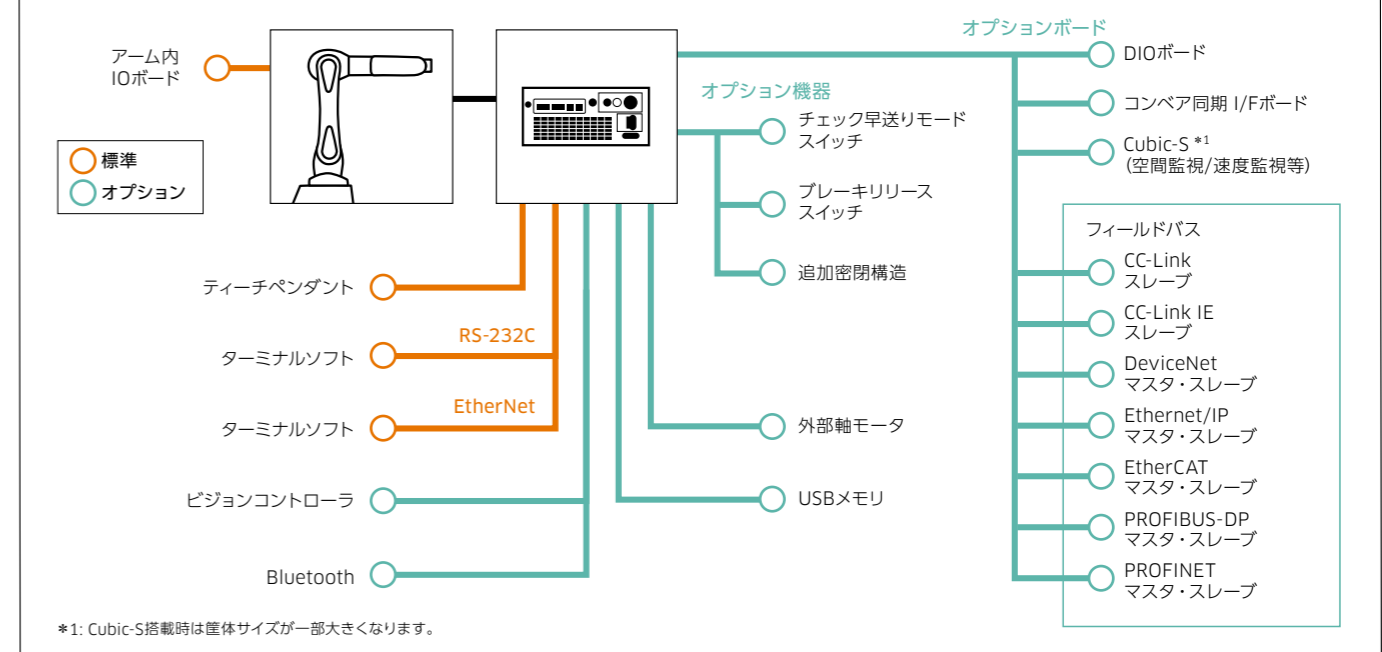 アーム内
IOボード
標準
オプション
ティーチペンダント
RS-232C
ターミナルソフト
EtherNet
ターミナルソフト
ビジョンコントローラ
Bluetooth
オプション機器
チェック早送りモード
スイッチ
ブレーキリリース
スイッチ
追加密閉構造
外部軸モータ
USBメモリ
オプションボード
DIOボード
コンベア同期 I/Fボード
Cubic-S *1
(空間監視/速度監視等)
フィールドバス
CC-Link
スレーブ
CC-Link IE
スレーブ
DeviceNet
マスタ・スレーブ
Ethernet/IP
マスタ・スレーブ
EtherCAT
マスタ・スレーブ
PROFIBUS-DP
マスタ・スレーブ
PROFINET
マスタ・スレーブ
*1: Cubic-S搭載時は筐体サイズが一部大きくなります。